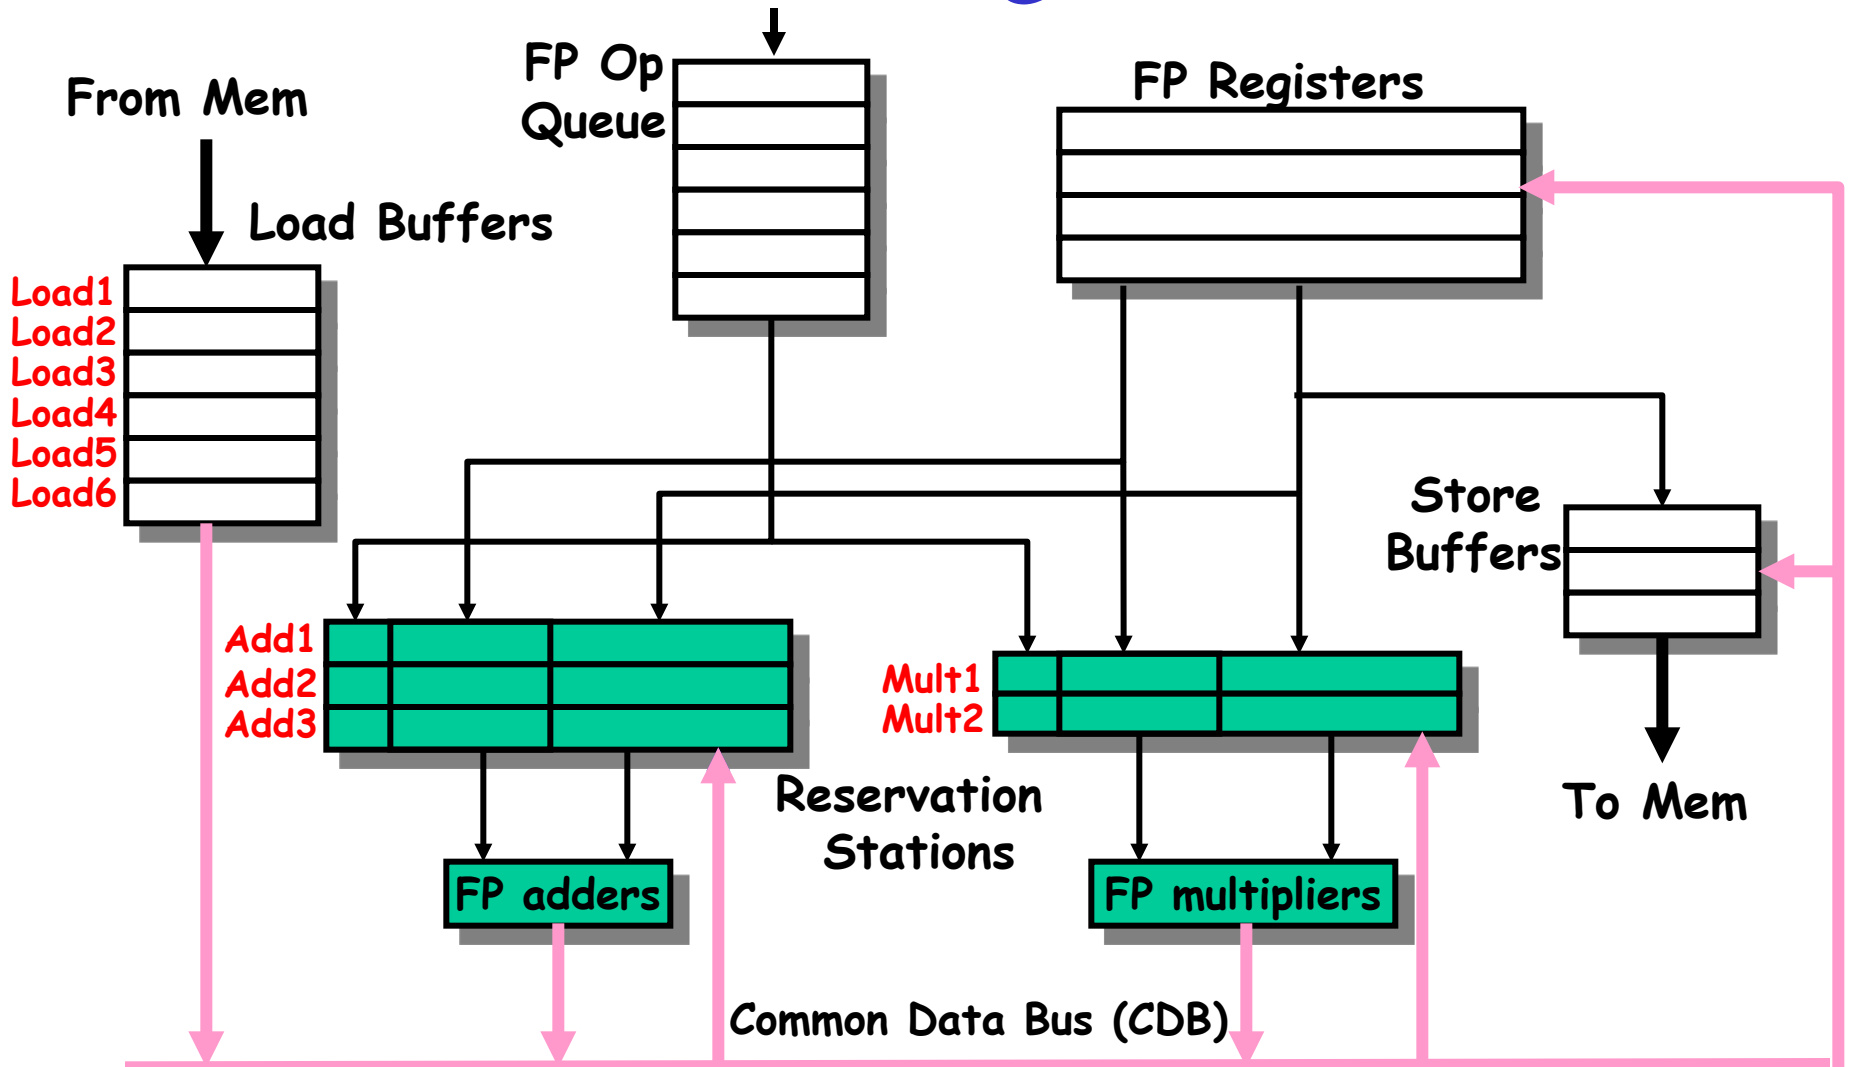 From Mem
FP Op
Queue
FP Registers
Load Buffers
Load1
Load2
Load3
Load4
Load5
Load6
Store
Buffers
Add1
Add2
Add3
Mult1
Mult2
Reservation
Stations
To Mem
FP adders
FP multipliers
Common Data Bus (CDB)